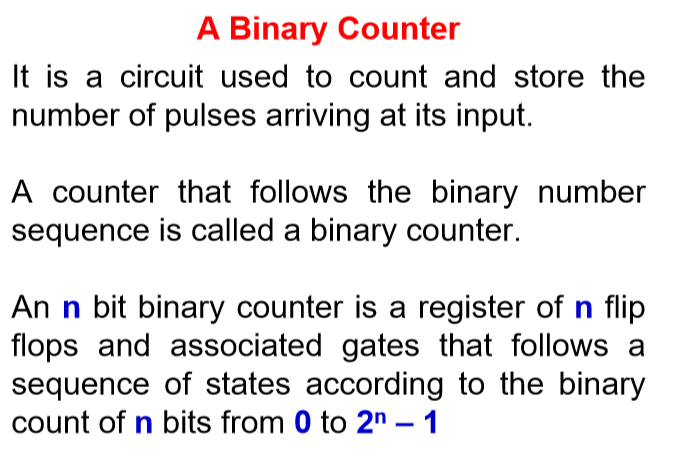 A Binary Counter
It is a circuit used to count and store the
number of pulses arriving at its input.
A counter that follows the binary number
sequence is called a binary counter.
An n bit binary counter is a register of n flip
flops and associated gates that follows a
sequence of states according to the binary
count of n bits from 0 to 2ⁿ – 1